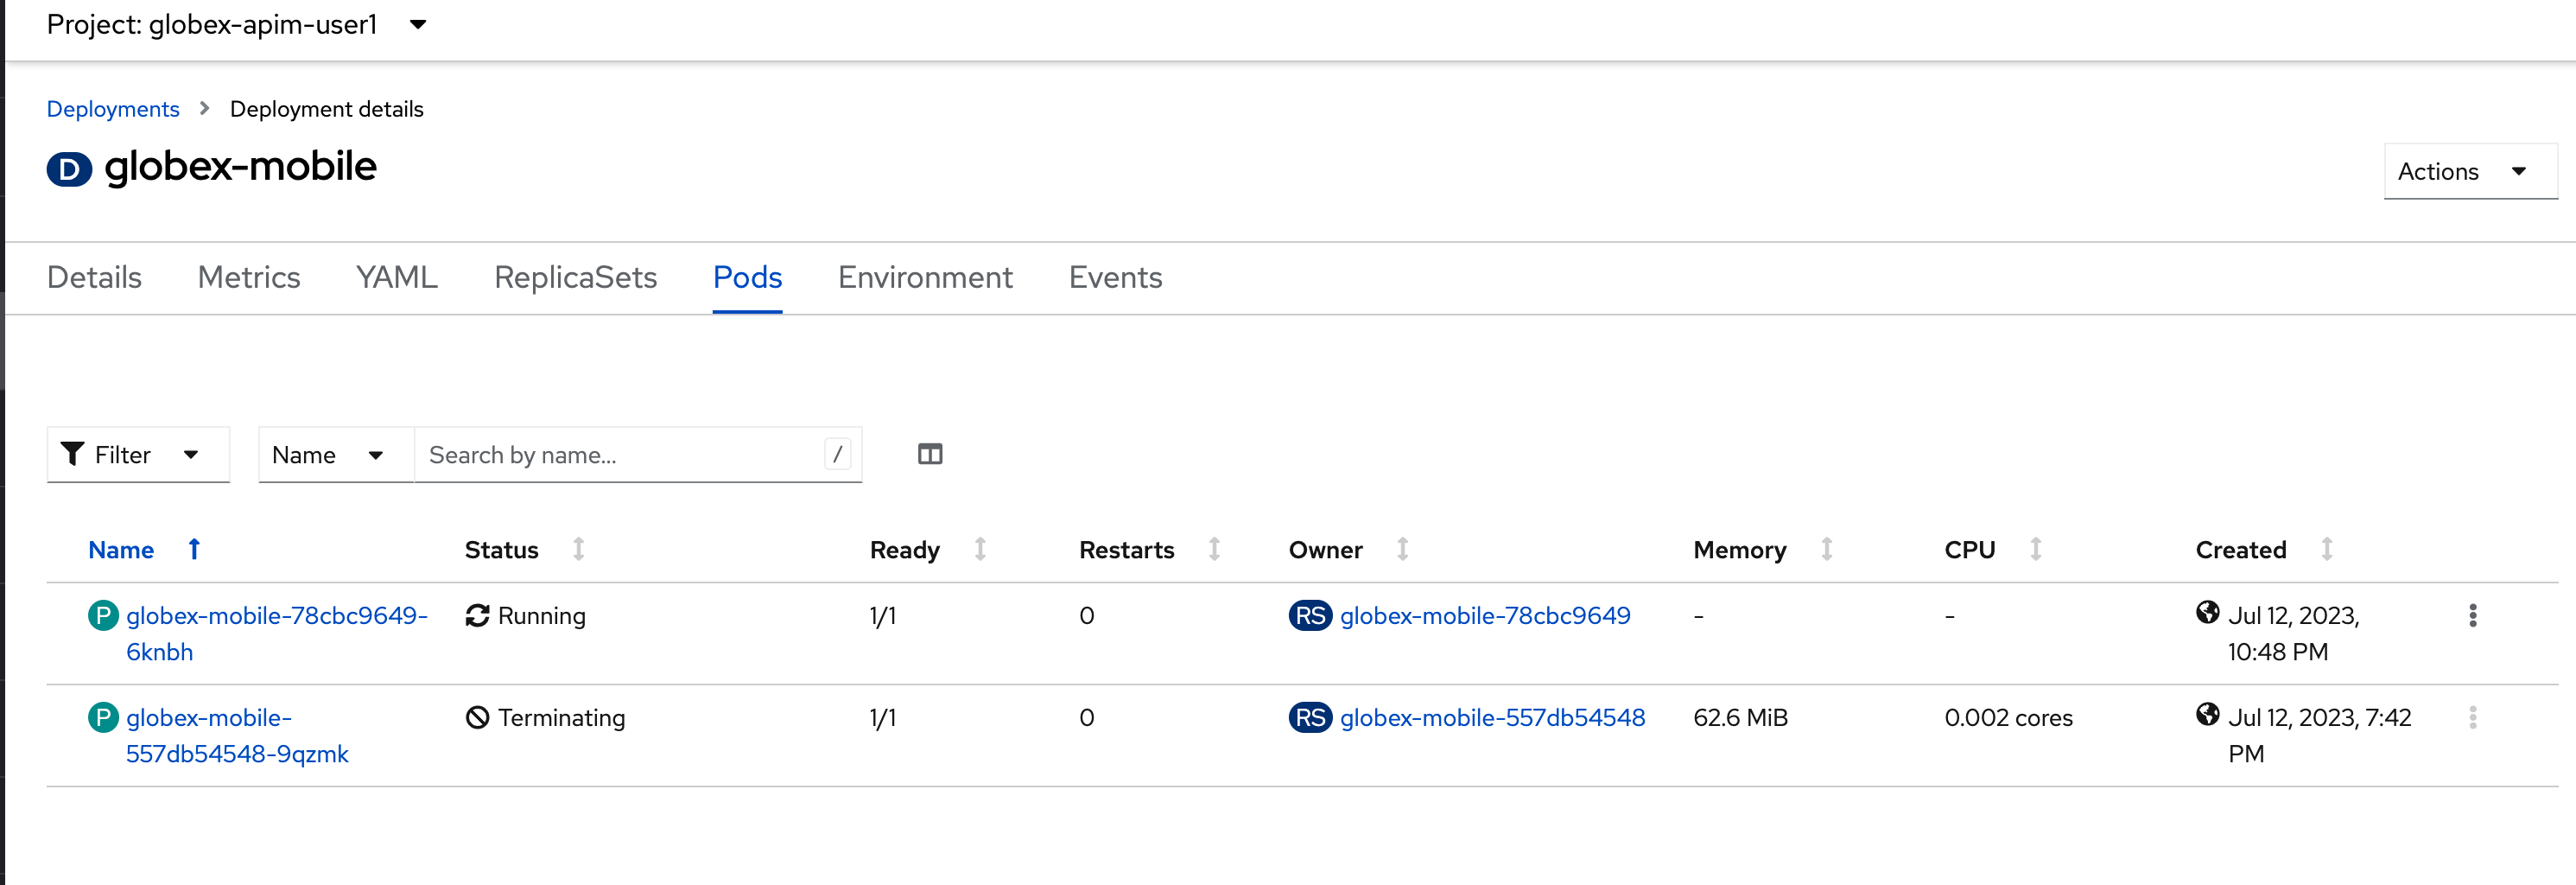 Project: globex-apim-user1
Deployments > Deployment details
D globex-mobile
Actions
Details Metrics YAML ReplicaSets Pods Environment Events
Filter Name Search by name... /
Name Status Ready Restarts Owner Memory CPU Created
P globex-mobile-78cbc9649- Running 1/1 0 RS globex-mobile-78cbc9649 - - Jul 12, 2023,
6knbh 10:48 PM
P globex-mobile- Terminating 1/1 0 RS globex-mobile-557db54548 62.6 MiB 0.002 cores Jul 12, 2023, 7:42
557db54548-9qzmk PM